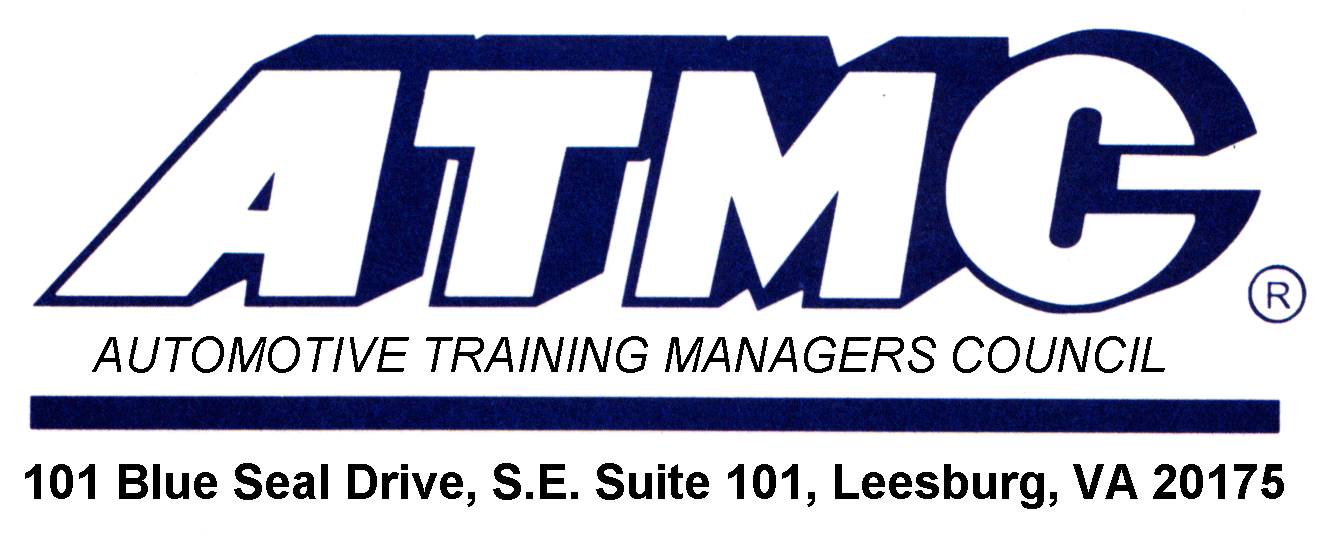 ATMC ®
AUTOMOTIVE TRAINING MANAGERS COUNCIL
101 Blue Seal Drive, S.E. Suite 101, Leesburg, VA 20175